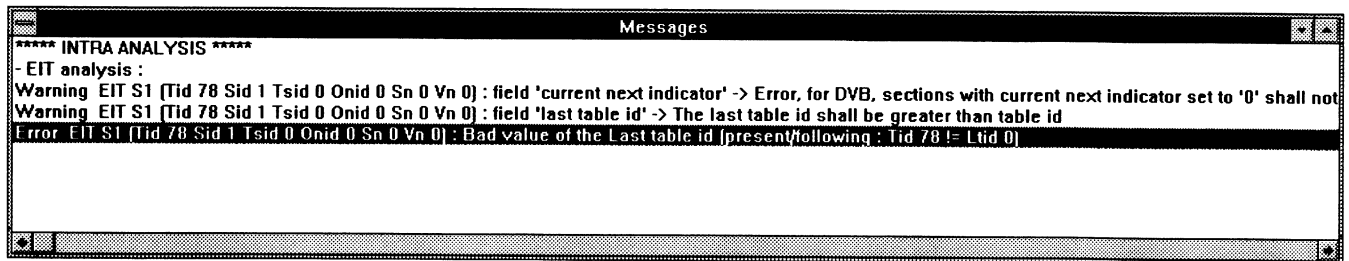 Messages
***** INTRA ANALYSIS *****
- EIT analysis :
Warning EIT S1 (Tid 78 Sid 1 Tsid 0 Onid 0 Sn 0 Vn 0) : field 'current next indicator' -> Error, for DVB, sections with current next indicator set to '0' shall not
Warning EIT S1 (Tid 78 Sid 1 Tsid 0 Onid 0 Sn 0 Vn 0) : field 'last table id' -> The last table id shall be greater than table id
Error EIT S1 (Tid 78 Sid 1 Tsid 0 Onid 0 Sn 0 Vn 0) : Bad value of the Last table id (present/following : Tid 78 != Ltid 0)